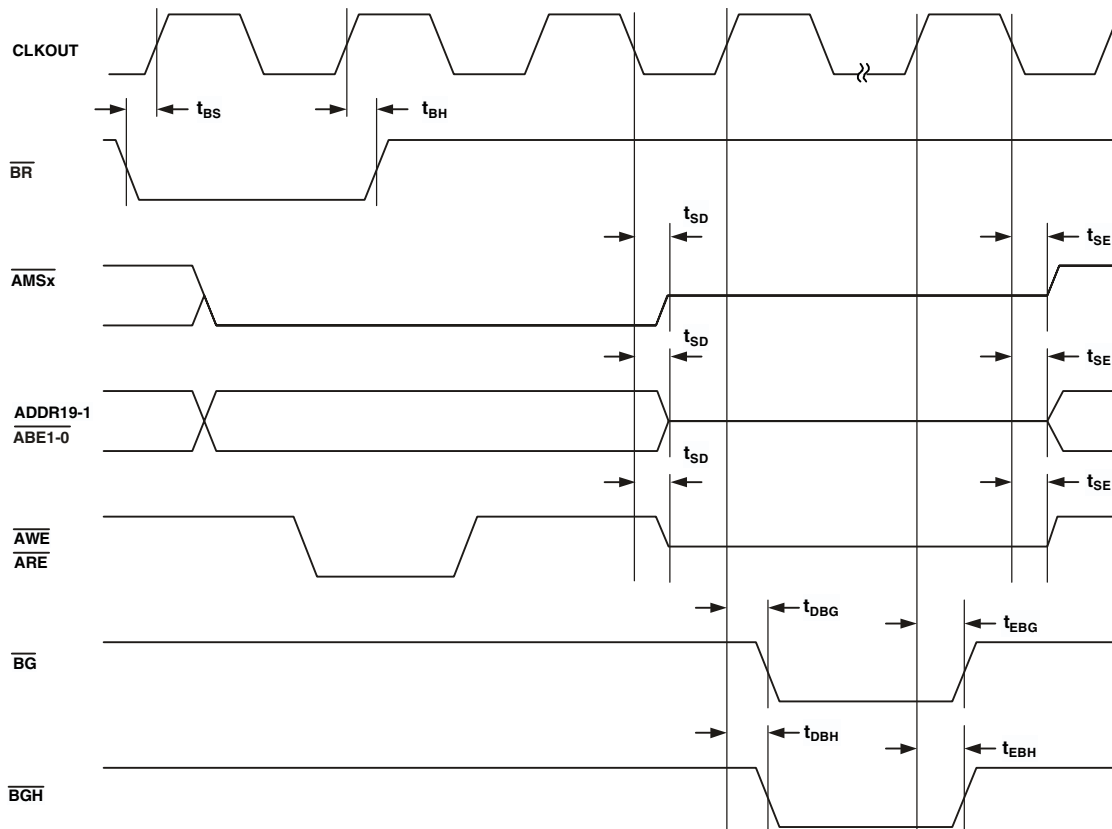 CLKOUT
tBS
tBH
BR
tSD
tSE
AMSx
tSD
tSE
ADDR19-1
ABE1-0
tSD
tSE
AWE
ARE
tDBG
tEBG
BG
tDBH
tEBH
BGH